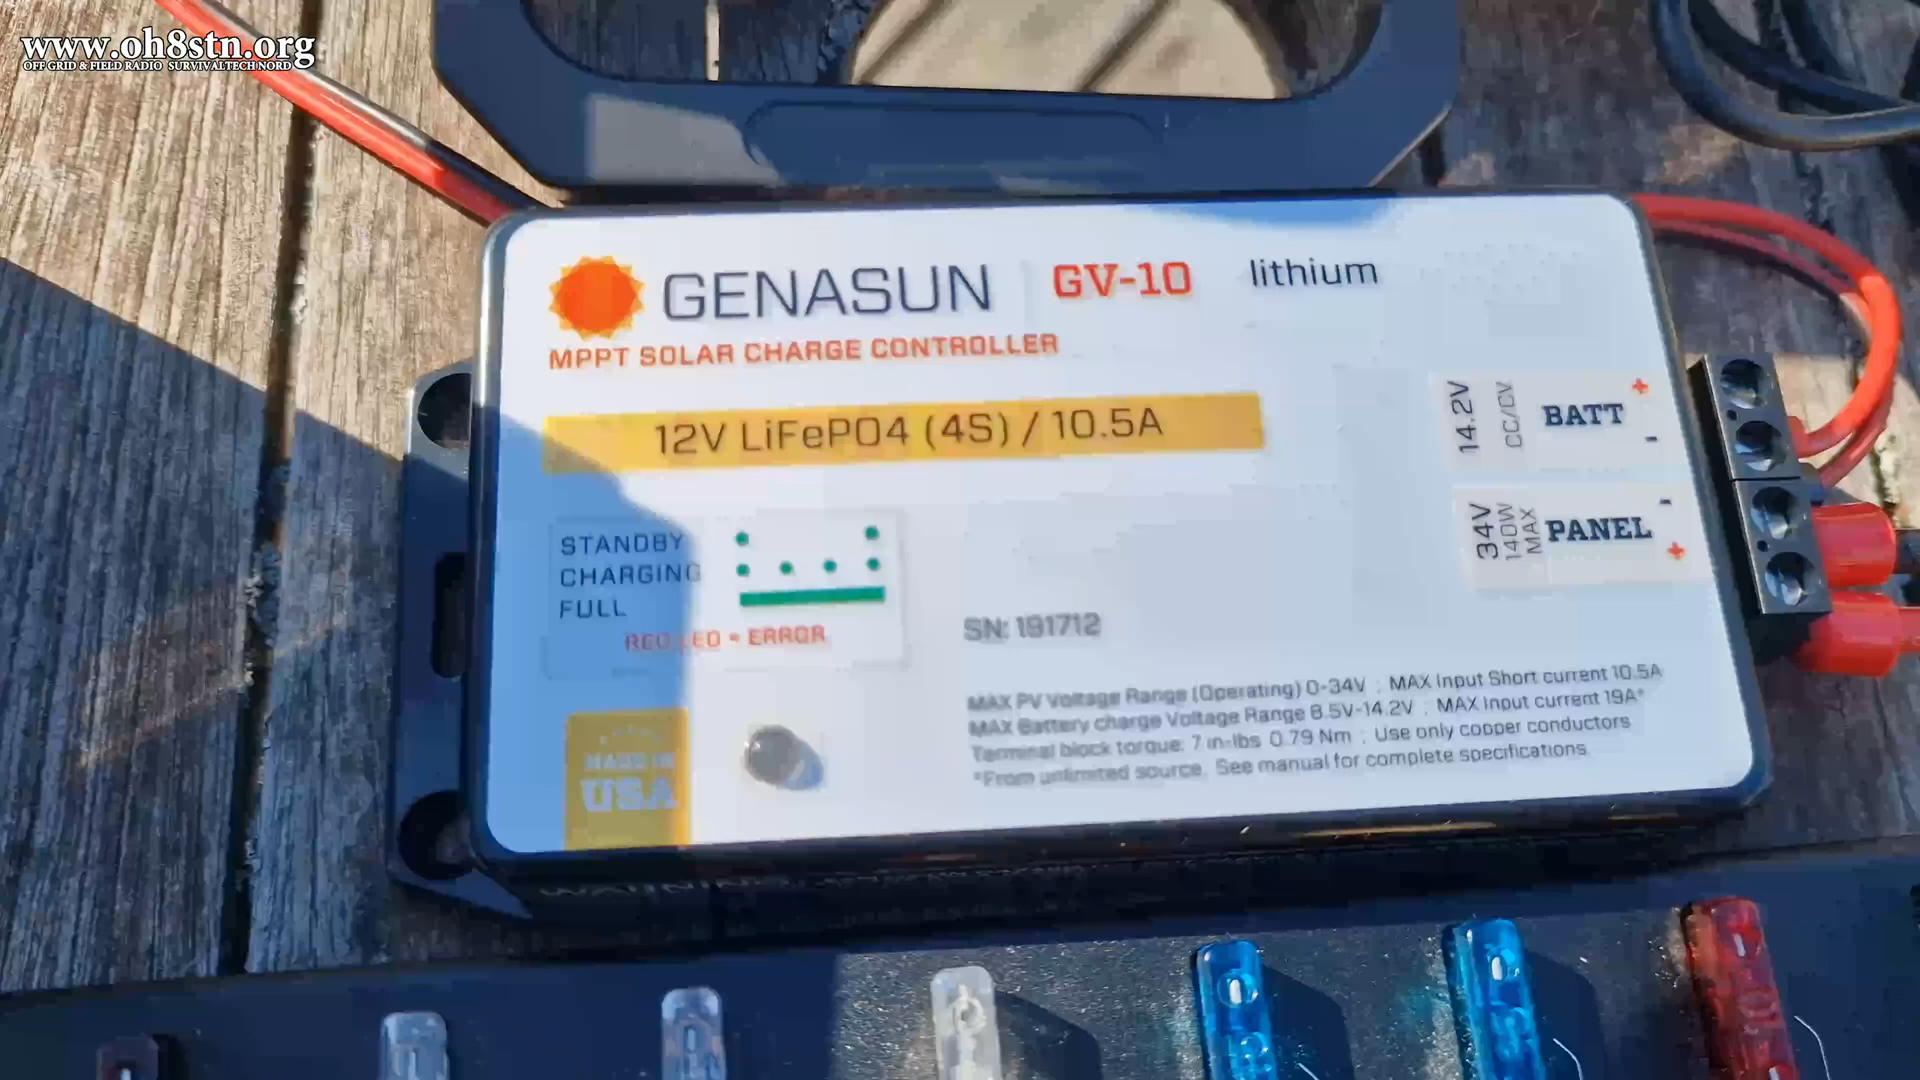 www.oh8stn.org
OFF GRID & FIELD RADIO SURVIVALTECH NORD
GENASUN GV-10 lithium
MPPT SOLAR CHARGE CONTROLLER
12V LiFePO4 (4S) / 10.5A
14.2V
CC/CV
BATT
+
-
34V
140W
MAX
PANEL
-
+
STANDBY
CHARGING
FULL
RED LED = ERROR
SN: 191712
MADE IN
USA
MAX PV Voltage Range (Operating) 0-34V : MAX Input Short current 10.5A
MAX Battery charge Voltage Range 8.5V-14.2V : MAX Input current 19A*
Terminal block torque: 7 in-lbs 0.79 Nm : Use only copper conductors
*From unlimited source. See manual for complete specifications.